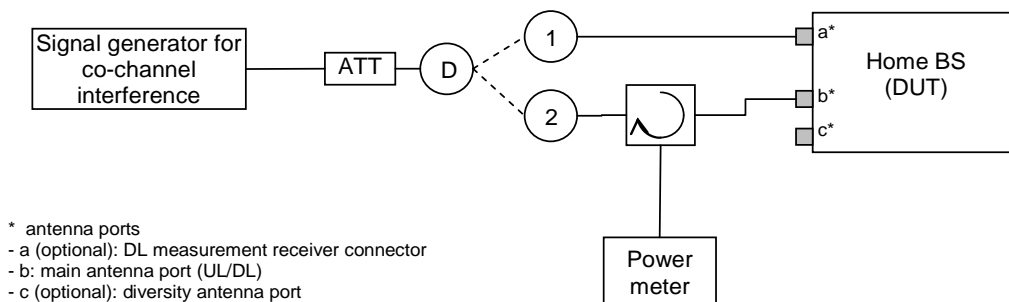 Signal generator for
co-channel
interference
ATT
D
1
2
a*
b*
c*
Home BS
(DUT)
Power
meter
* antenna ports
- a (optional): DL measurement receiver connector
- b: main antenna port (UL/DL)
- c (optional): diversity antenna port